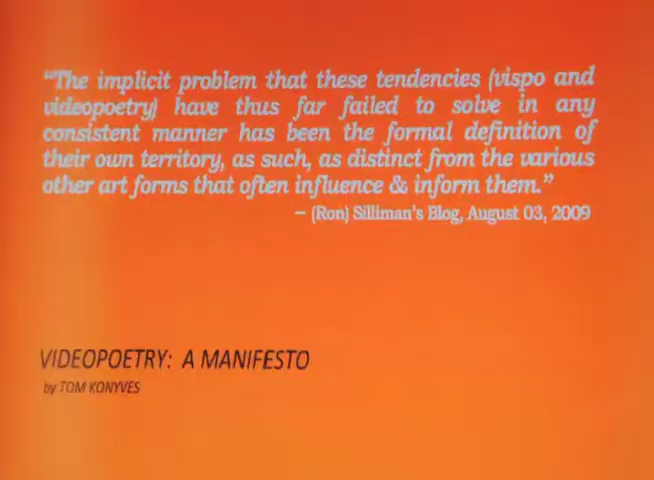 “The implicit problem that these tendencies (vispo and
videopoetry) have thus far failed to solve in any
consistent manner has been the formal definition of
their own territory, as such, as distinct from the various
other art forms that often influence & inform them.”
– (Ron) Silliman's Blog, August 03, 2009
VIDEOPOETRY: A MANIFESTO
by TOM KONYVES